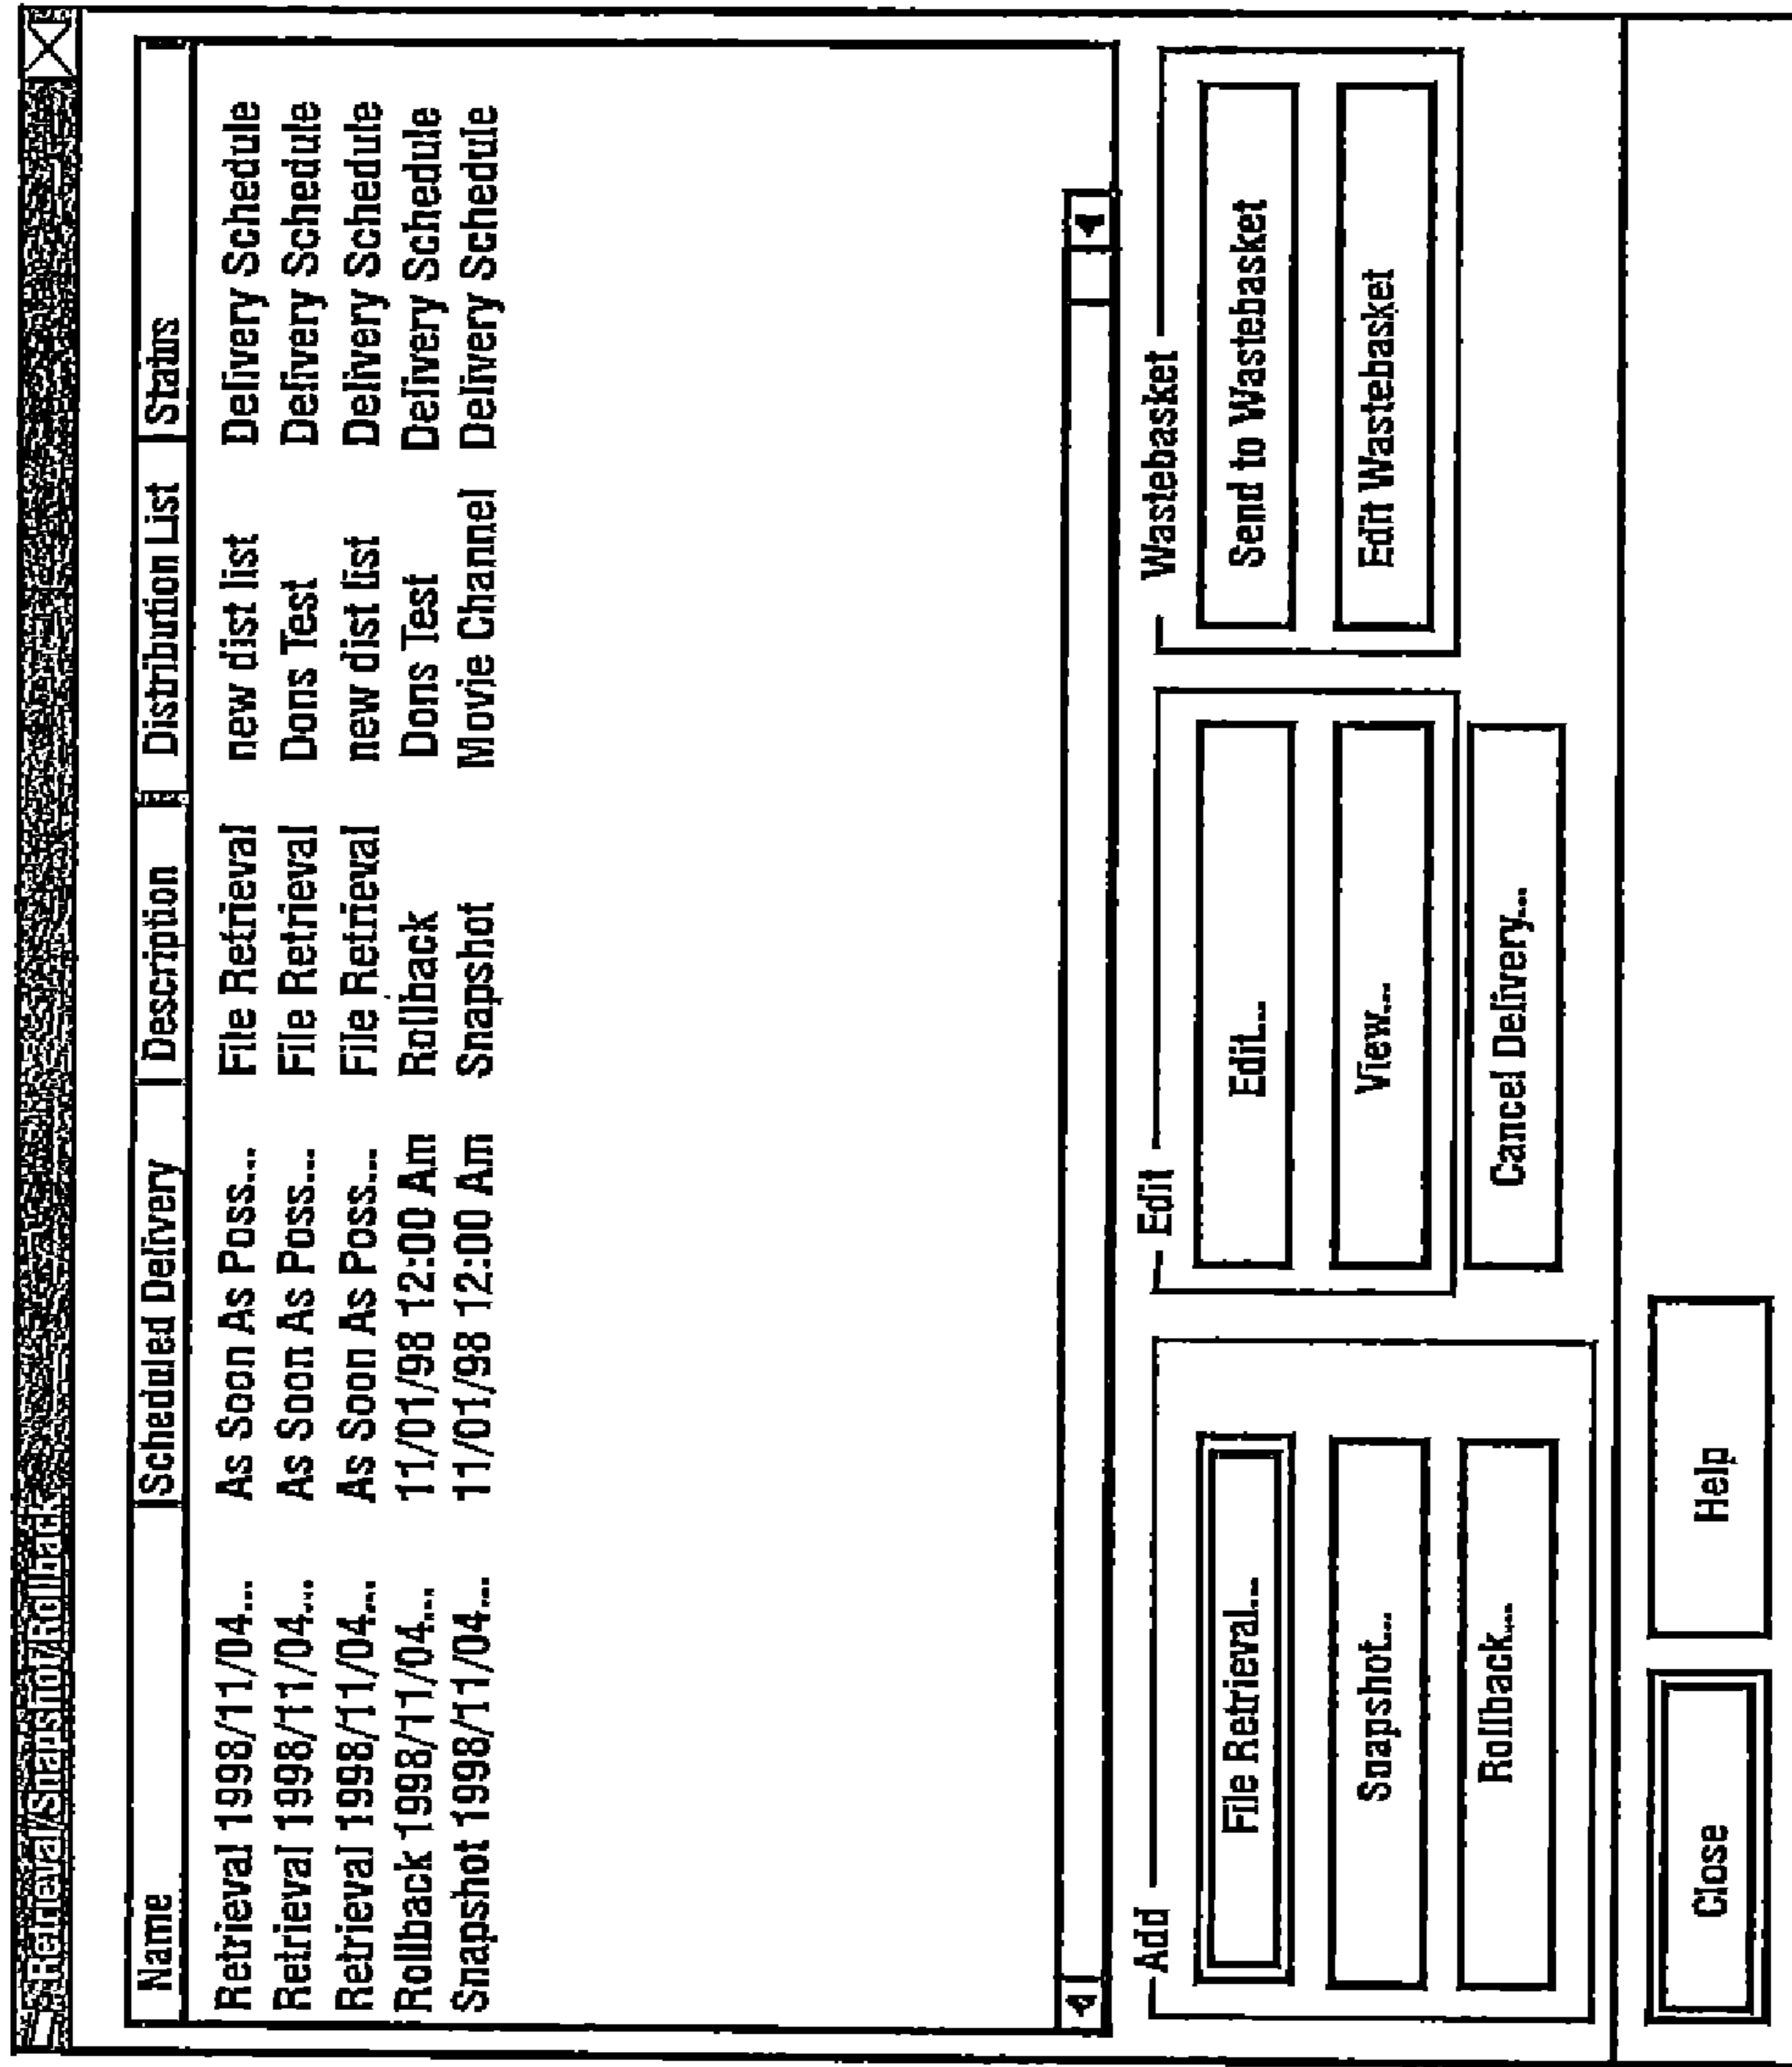 Retrieval/Snapshot/Rollback
Name Scheduled Delivery Description Distribution List Status
Retrieval 1998/11/04... As Soon As Poss... File Retrieval new dist list Delivery Schedule
Retrieval 1998/11/04... As Soon As Poss... File Retrieval Dons Test Delivery Schedule
Retrieval 1998/11/04... As Soon As Poss... File Retrieval new dist list Delivery Schedule
Rollback 1998/11/04... 11/01/98 12:00 Am Rollback Dons Test Delivery Schedule
Snapshot 1998/11/04... 11/01/98 12:00 Am Snapshot Movie Channel Delivery Schedule
Add Edit Wastebasket
File Retrieval... Edit... Send to Wastebasket
Snapshot... View... Edit Wastebasket
Rollback... Cancel Delivery...
Close Help